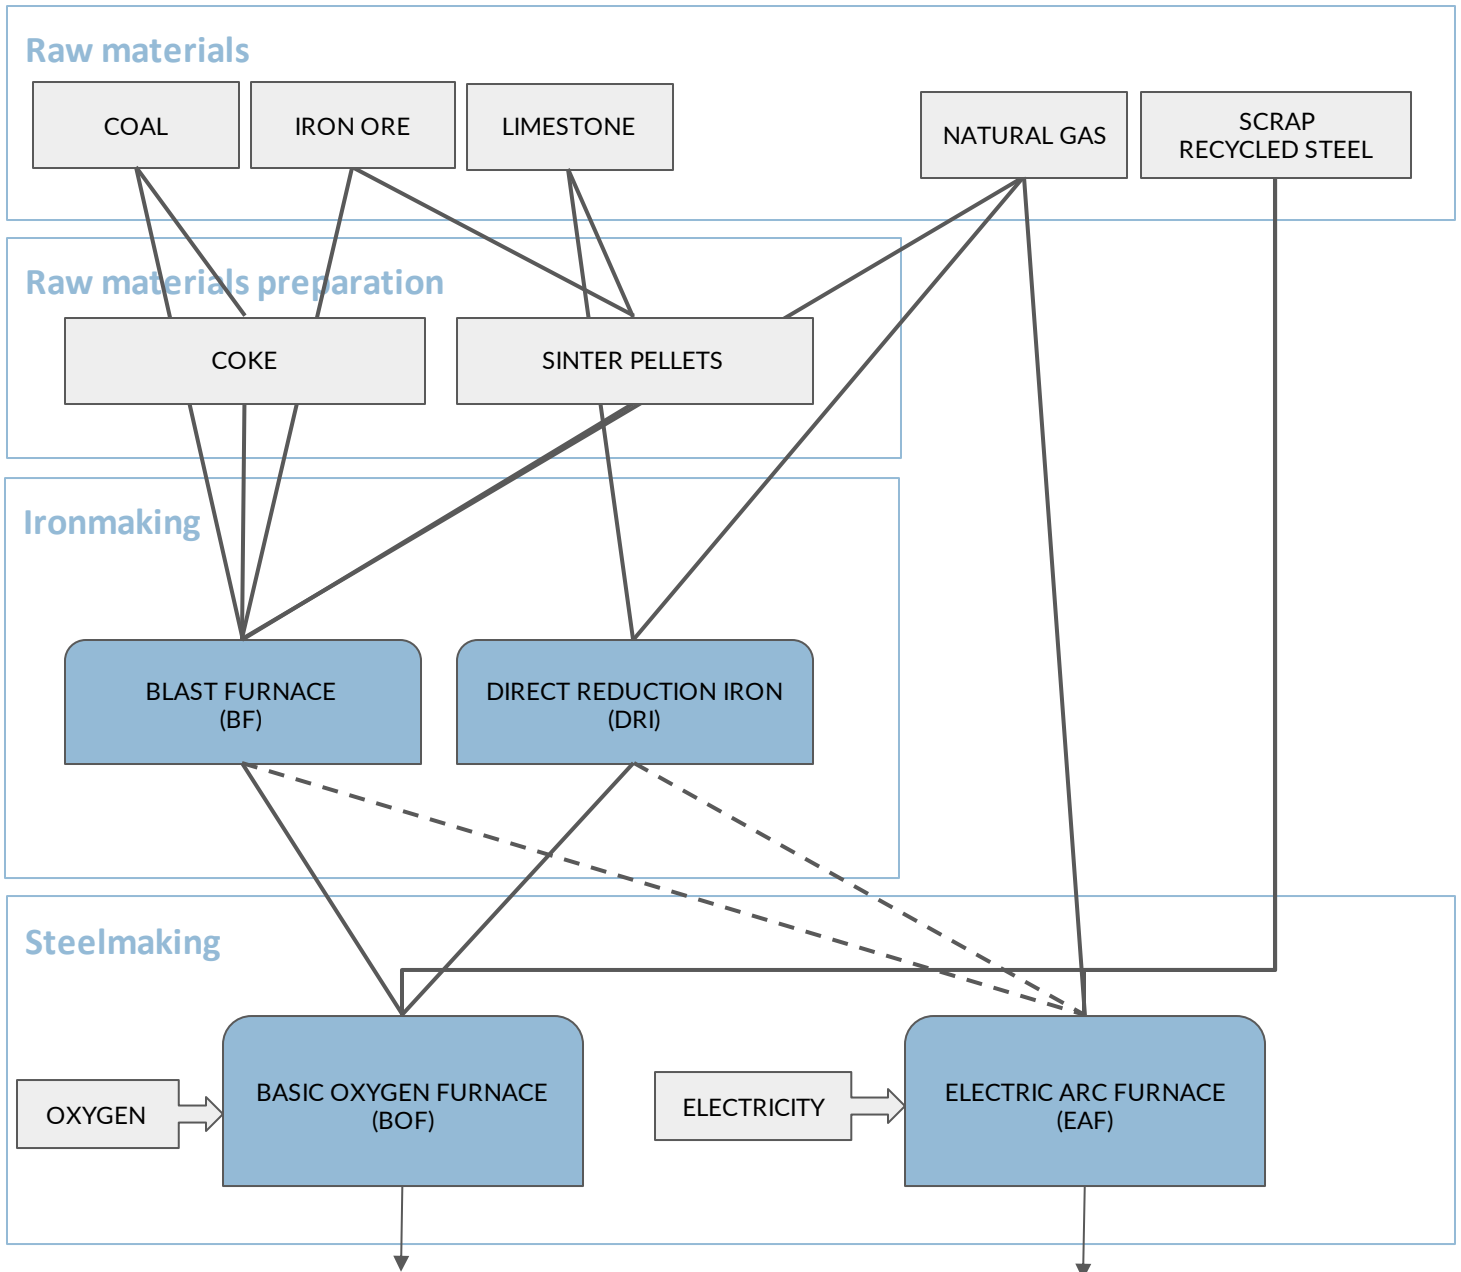 Raw materials
COAL
IRON ORE
LIMESTONE
NATURAL GAS
SCRAP
RECYCLED STEEL
Raw materials preparation
COKE
SINTER PELLETS
Ironmaking
BLAST FURNACE
(BF)
DIRECT REDUCTION IRON
(DRI)
Steelmaking
OXYGEN
BASIC OXYGEN FURNACE
(BOF)
ELECTRICITY
ELECTRIC ARC FURNACE
(EAF)